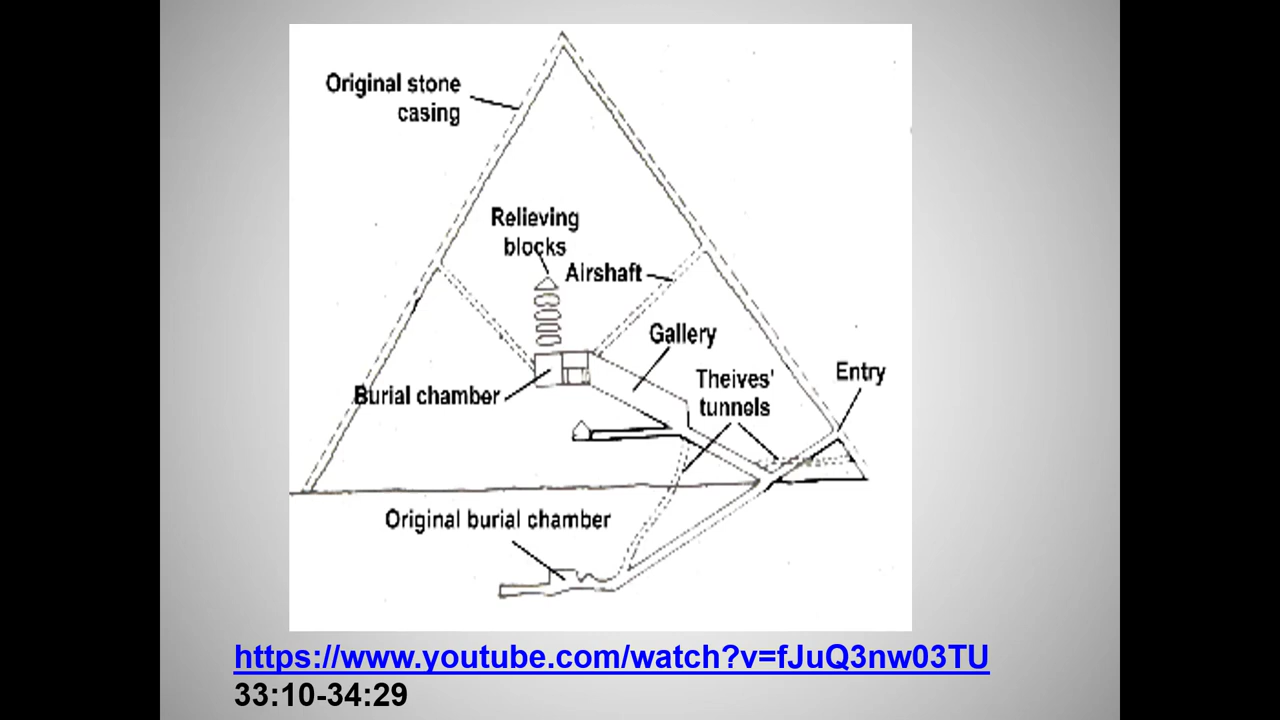 Original stone
casing
Relieving
blocks
Airshaft
Gallery
Theives'
tunnels
Entry
Burial chamber
Original burial chamber
https://www.youtube.com/watch?v=fJuQ3nw03TU
33:10-34:29